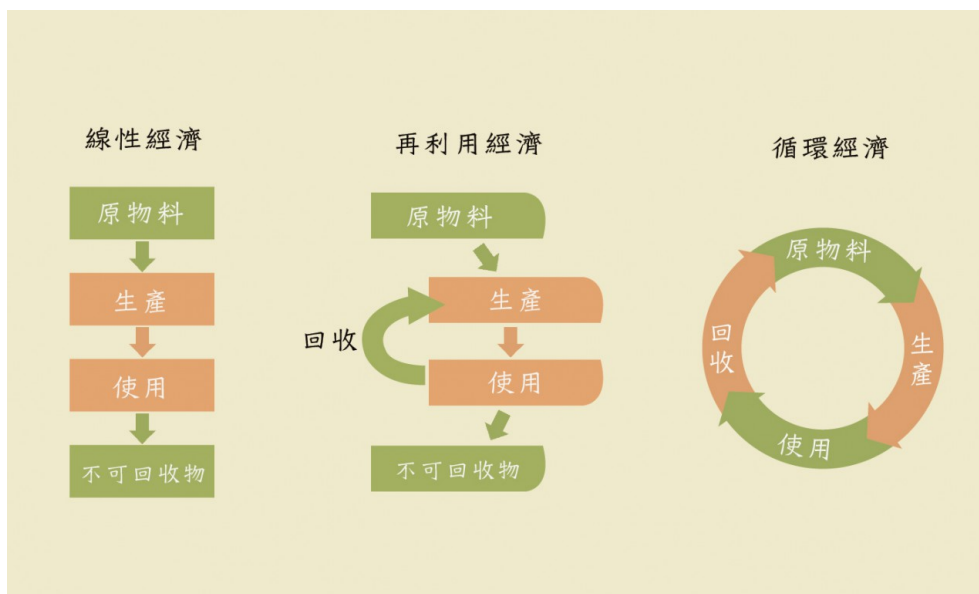 線性經濟
原物料
生產
使用
不可回收物
再利用經濟
原物料
生產
回收
使用
不可回收物
循環經濟
原物料
生產
使用
回收